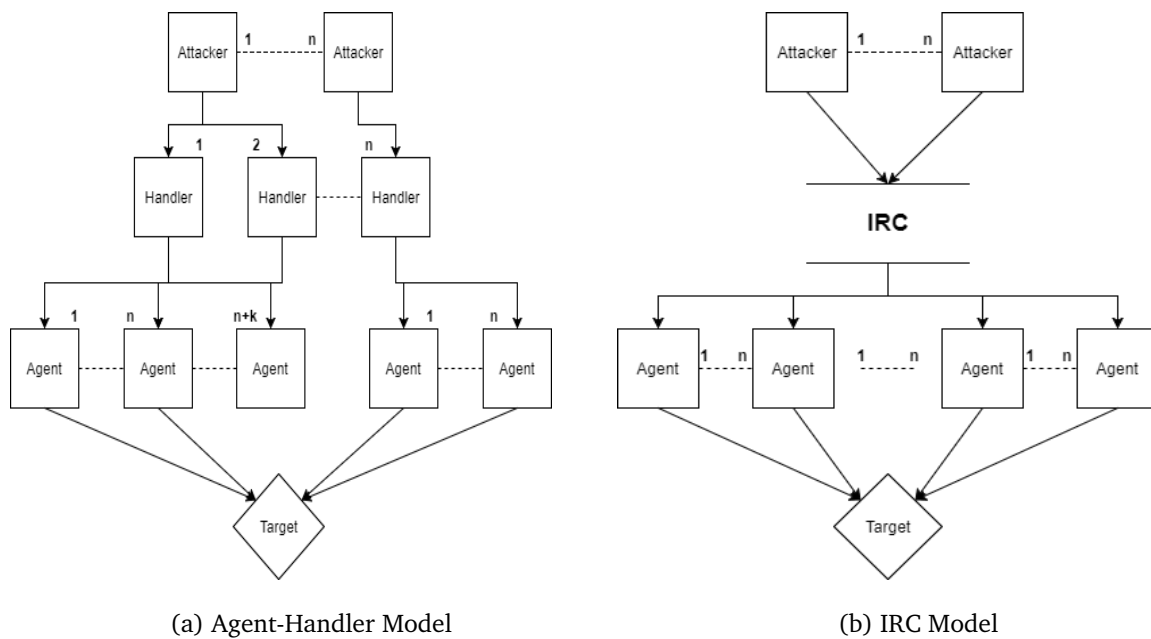 Attacker 1 n Attacker
1 2 n
Handler Handler Handler
1 n n+k 1 n
Agent Agent Agent Agent Agent
Target
(a) Agent-Handler Model
Attacker 1 n Attacker
IRC
Agent 1 n Agent 1 n Agent 1 n Agent
Target
(b) IRC Model